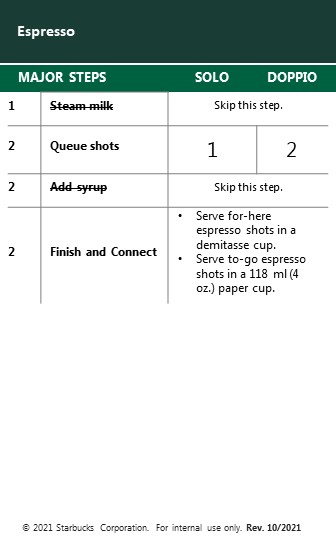 Espresso
MAJOR STEPS SOLO DOPPIO
1 Steam milk Skip this step.
2 Queue shots 1 2
2 Add syrup Skip this step.
2 Finish and Connect
• Serve for-here
espresso shots in a
demitasse cup.
• Serve to-go espresso
shots in a 118 ml (4
oz.) paper cup.
© 2021 Starbucks Corporation. For internal use only. Rev. 10/2021